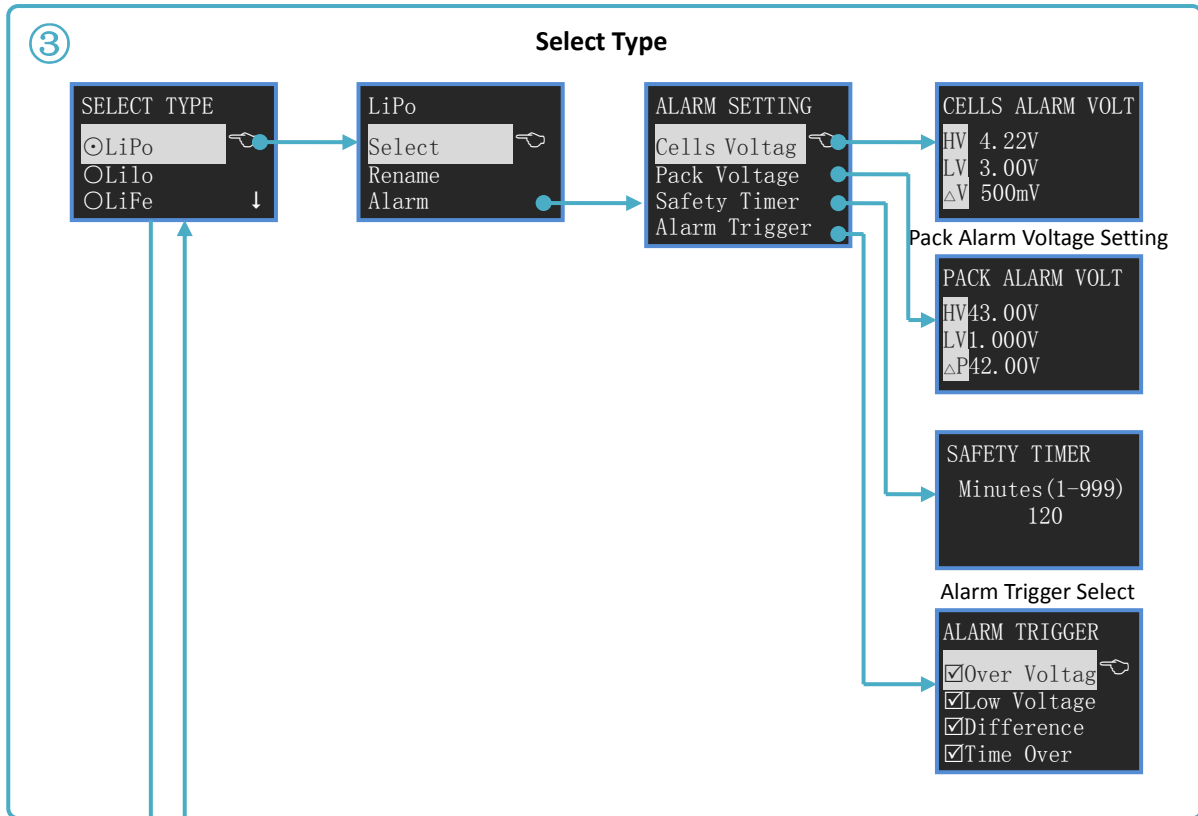 ③
Select Type
SELECT TYPE
⊙LiPo
○LiIo
○LiFe ↓
LiPo
Select
Rename
Alarm
ALARM SETTING
Cells Voltag
Pack Voltage
Safety Timer
Alarm Trigger
CELLS ALARM VOLT
HV 4.22V
LV 3.00V
△V 500mV
Pack Alarm Voltage Setting
PACK ALARM VOLT
HV43.00V
LV1.000V
△P42.00V
SAFETY TIMER
Minutes(1-999)
120
Alarm Trigger Select
ALARM TRIGGER
☑Over Voltag
☑Low Voltage
☑Difference
☑Time Over